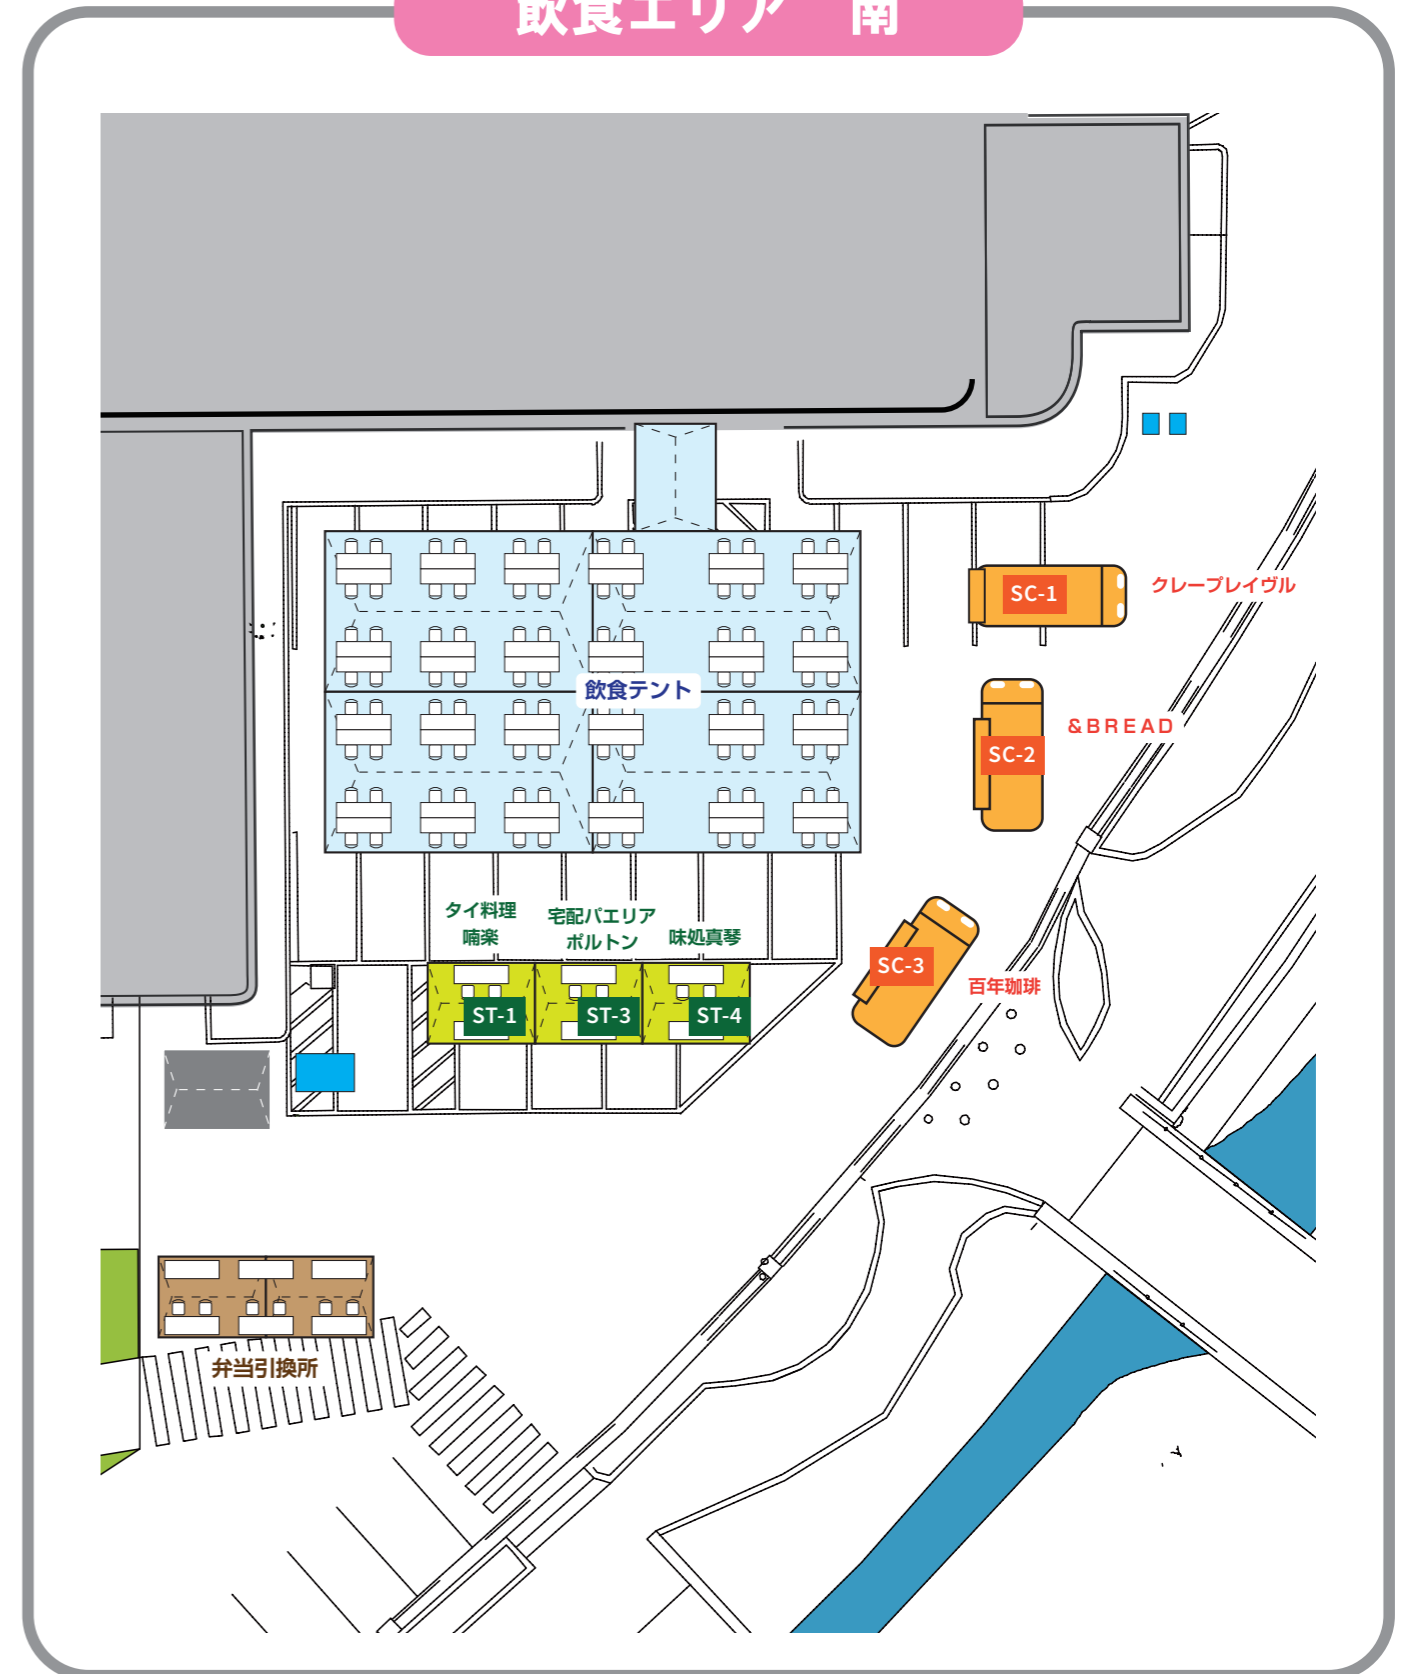 飲食エリア　南
SC-1
クレープレイヴル
飲食テント
&BREAD
SC-2
タイ料理
喃楽
宅配パエリア
ポルトン
味処真琴
SC-3
百年珈琲
ST-1
ST-3
ST-4
弁当引換所